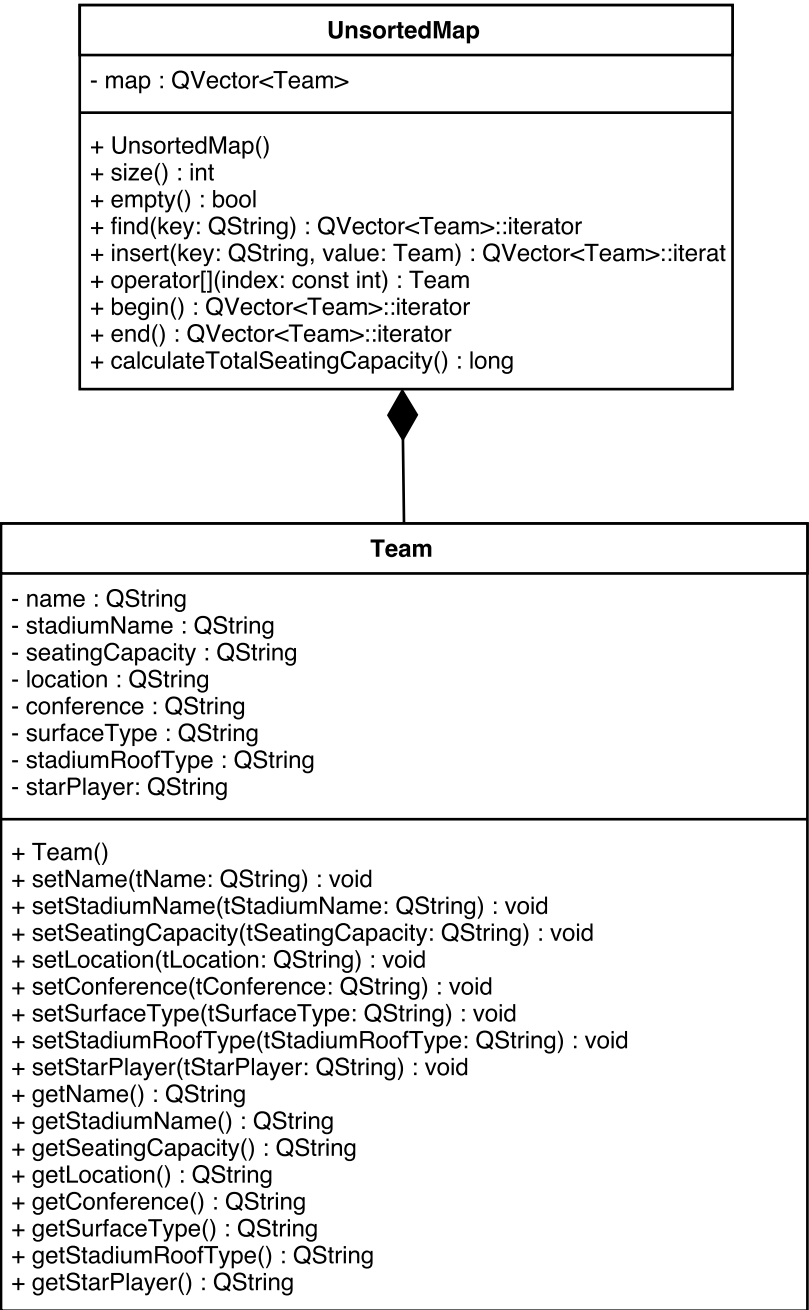 UnsortedMap
- map : QVector<Team>
+ UnsortedMap()
+ size() : int
+ empty() : bool
+ find(key: QString) : QVector<Team>::iterator
+ insert(key: QString, value: Team) : QVector<Team>::iterat
+ operator[](index: const int) : Team
+ begin() : QVector<Team>::iterator
+ end() : QVector<Team>::iterator
+ calculateTotalSeatingCapacity() : long
Team
- name : QString
- stadiumName : QString
- seatingCapacity : QString
- location : QString
- conference : QString
- surfaceType : QString
- stadiumRoofType : QString
- starPlayer: QString
+ Team()
+ setName(tName: QString) : void
+ setStadiumName(tStadiumName: QString) : void
+ setSeatingCapacity(tSeatingCapacity: QString) : void
+ setLocation(tLocation: QString) : void
+ setConference(tConference: QString) : void
+ setSurfaceType(tSurfaceType: QString) : void
+ setStadiumRoofType(tStadiumRoofType: QString) : void
+ setStarPlayer(tStarPlayer: QString) : void
+ getName() : QString
+ getStadiumName() : QString
+ getSeatingCapacity() : QString
+ getLocation() : QString
+ getConference() : QString
+ getSurfaceType() : QString
+ getStadiumRoofType() : QString
+ getStarPlayer() : QString